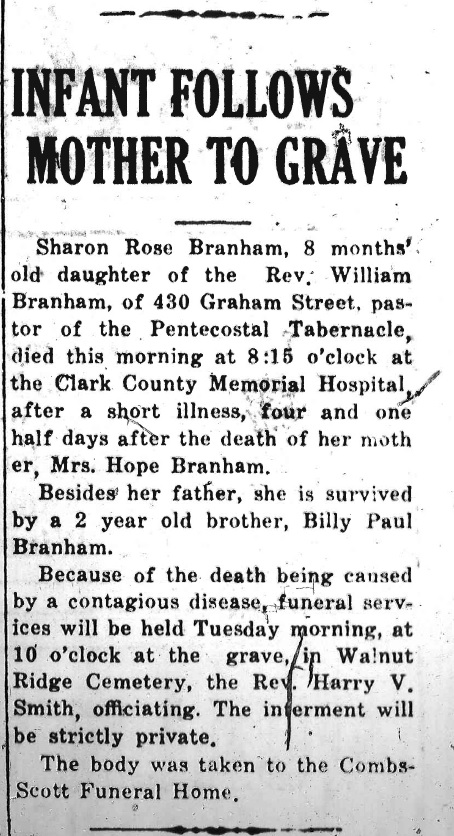 INFANT FOLLOWS
MOTHER TO GRAVE
Sharon Rose Branham, 8 months'
old daughter of the Rev. William
Branham, of 430 Graham Street, pas-
tor of the Pentecostal Tabernacle,
died this morning at 8:15 o'clock at
the Clark County Memorial Hospital,
after a short illness, four and one
half days after the death of her moth
er, Mrs. Hope Branham.
Besides her father, she is survived
by a 2 year old brother, Billy Paul
Branham.
Because of the death being caused
by a contagious disease, funeral serv-
ices will be held Tuesday morning, at
10 o'clock at the grave, in Walnut
Ridge Cemetery, the Rev. Harry V.
Smith, officiating. The interment will
be strictly private.
The body was taken to the Combs-
Scott Funeral Home.